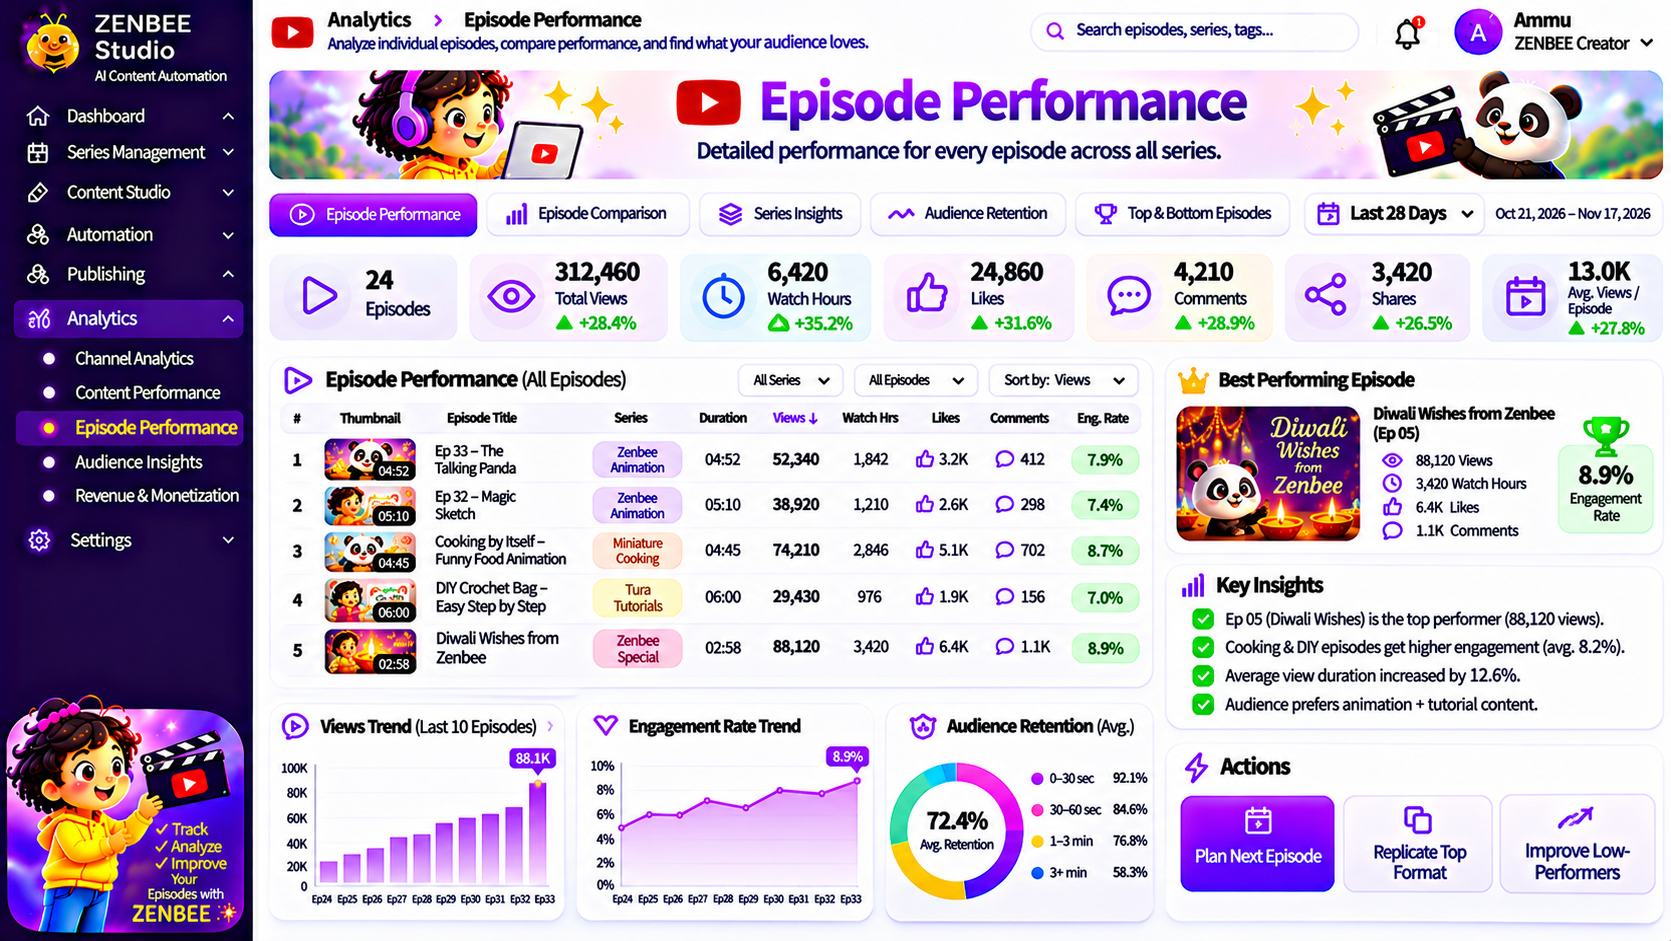 ZENBEE
Studio
AI Content Automation
Dashboard
Series Management
Content Studio
Automation
Publishing
Analytics
Channel Analytics
Content Performance
Episode Performance
Audience Insights
Revenue & Monetization
Settings
✓ Track
✓ Analyze
✓ Improve
Your
Episodes with
ZENBEE
Analytics > Episode Performance
Analyze individual episodes, compare performance, and find what your audience loves.
Search episodes, series, tags...
1
A
Ammu
ZENBEE Creator
Episode Performance
Detailed performance for every episode across all series.
Episode Performance
Episode Comparison
Series Insights
Audience Retention
Top & Bottom Episodes
Last 28 Days
Oct 21, 2026 – Nov 17, 2026
24
Episodes
312,460
Total Views
▲ +28.4%
6,420
Watch Hours
▲ +35.2%
24,860
Likes
▲ +31.6%
4,210
Comments
▲ +28.9%
3,420
Shares
▲ +26.5%
13.0K
Avg. Views /
Episode
▲ +27.8%
Episode Performance (All Episodes)
All Series
All Episodes
Sort by: Views
# Thumbnail Episode Title Series Duration Views ↓ Watch Hrs Likes Comments Eng. Rate
1 04:52 Ep 33 – The
Talking Panda
Zenbee
Animation
04:52 52,340 1,842 3.2K 412 7.9%
2 05:10 Ep 32 – Magic
Sketch
Zenbee
Animation
05:10 38,920 1,210 2.6K 298 7.4%
3 04:45 Cooking by Itself –
Funny Food Animation
Miniature
Cooking
04:45 74,210 2,846 5.1K 702 8.7%
4 06:00 DIY Crochet Bag –
Easy Step by Step
Tura
Tutorials
06:00 29,430 976 1.9K 156 7.0%
5 02:58 Diwali Wishes from
Zenbee
Zenbee
Special
02:58 88,120 3,420 6.4K 1.1K 8.9%
Best Performing Episode
Diwali
Wishes
from
Zenbee
Diwali Wishes from Zenbee
(Ep 05)
88,120 Views
3,420 Watch Hours
6.4K Likes
1.1K Comments
8.9%
Engagement
Rate
Key Insights
Ep 05 (Diwali Wishes) is the top performer (88,120 views).
Cooking & DIY episodes get higher engagement (avg. 8.2%).
Average view duration increased by 12.6%.
Audience prefers animation + tutorial content.
Views Trend (Last 10 Episodes) >
88.1K
100K
80K
60K
40K
20K
0
Ep24 Ep25 Ep26 Ep27 Ep28 Ep29 Ep30 Ep31 Ep32 Ep33
Engagement Rate Trend
8.9%
10%
8%
6%
4%
2%
0%
Ep24 Ep25 Ep26 Ep27 Ep28 Ep29 Ep30 Ep31 Ep32 Ep33
Audience Retention (Avg.)
72.4%
Avg. Retention
0–30 sec 92.1%
30–60 sec 84.6%
1–3 min 76.8%
3+ min 58.3%
Actions
Plan Next Episode
Replicate Top
Format
Improve Low-
Performers